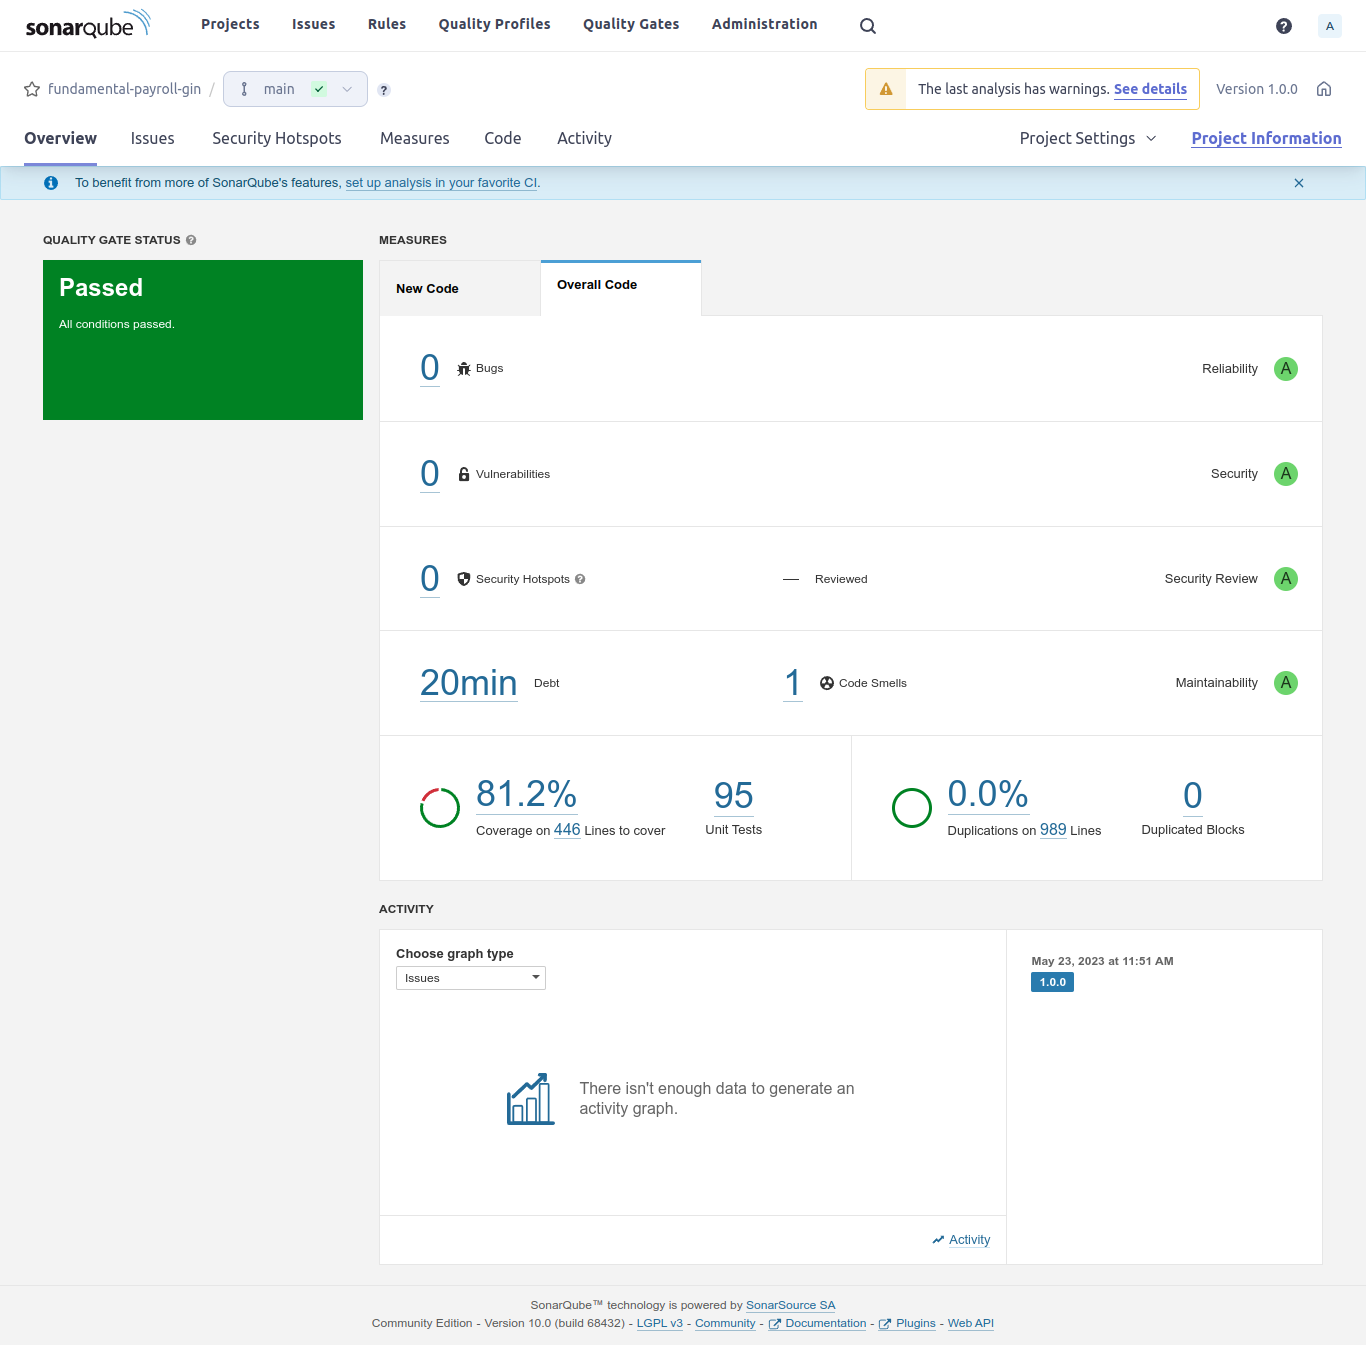 sonarqube Projects Issues Rules Quality Profiles Quality Gates Administration ? A
fundamental-payroll-gin / main ? The last analysis has warnings. See details Version 1.0.0
Overview Issues Security Hotspots Measures Code Activity Project Settings Project Information
To benefit from more of SonarQube's features, set up analysis in your favorite CI.
QUALITY GATE STATUS ?
Passed
All conditions passed.
MEASURES
New Code Overall Code
0 Bugs Reliability A
0 Vulnerabilities Security A
0 Security Hotspots ? — Reviewed Security Review A
20min Debt 1 Code Smells Maintainability A
81.2% 95 0.0% 0
Coverage on 446 Lines to cover Unit Tests Duplications on 989 Lines Duplicated Blocks
ACTIVITY
Choose graph type
Issues
There isn't enough data to generate an
activity graph.
Activity
May 23, 2023 at 11:51 AM
1.0.0
SonarQube™ technology is powered by SonarSource SA
Community Edition - Version 10.0 (build 68432) - LGPL v3 - Community - Documentation - Plugins - Web API